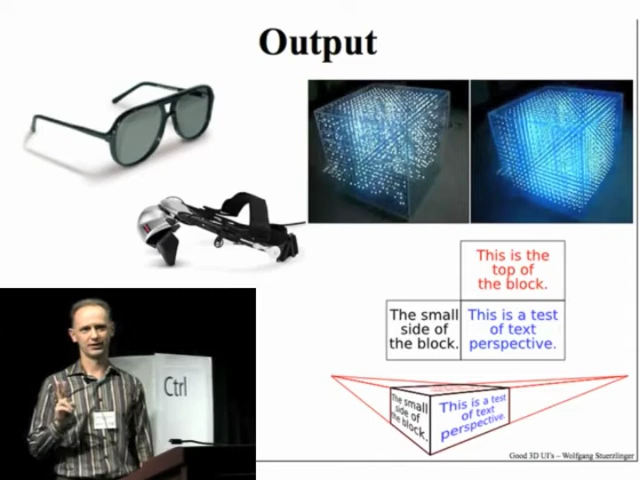 Output
This is the
top of
the block.
The small
side of
the block.
This is a test
of text
perspective.
the small
side of
the block.
This is a test
of text
perspective.
Ctrl
Good 3D UI's – Wolfgang Stuerzlinger